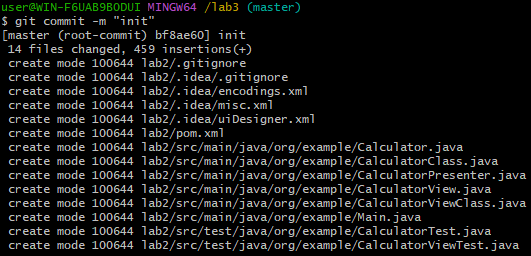 user@WIN-F6UAB9BODUI MINGW64 /lab3 (master)
$ git commit -m "init"
[master (root-commit) bf8ae60] init
 14 files changed, 459 insertions(+)
 create mode 100644 lab2/.gitignore
 create mode 100644 lab2/.idea/.gitignore
 create mode 100644 lab2/.idea/encodings.xml
 create mode 100644 lab2/.idea/misc.xml
 create mode 100644 lab2/.idea/uiDesigner.xml
 create mode 100644 lab2/pom.xml
 create mode 100644 lab2/src/main/java/org/example/Calculator.java
 create mode 100644 lab2/src/main/java/org/example/CalculatorClass.java
 create mode 100644 lab2/src/main/java/org/example/CalculatorPresenter.java
 create mode 100644 lab2/src/main/java/org/example/CalculatorView.java
 create mode 100644 lab2/src/main/java/org/example/CalculatorViewClass.java
 create mode 100644 lab2/src/main/java/org/example/Main.java
 create mode 100644 lab2/src/test/java/org/example/CalculatorTest.java
 create mode 100644 lab2/src/test/java/org/example/CalculatorViewTest.java